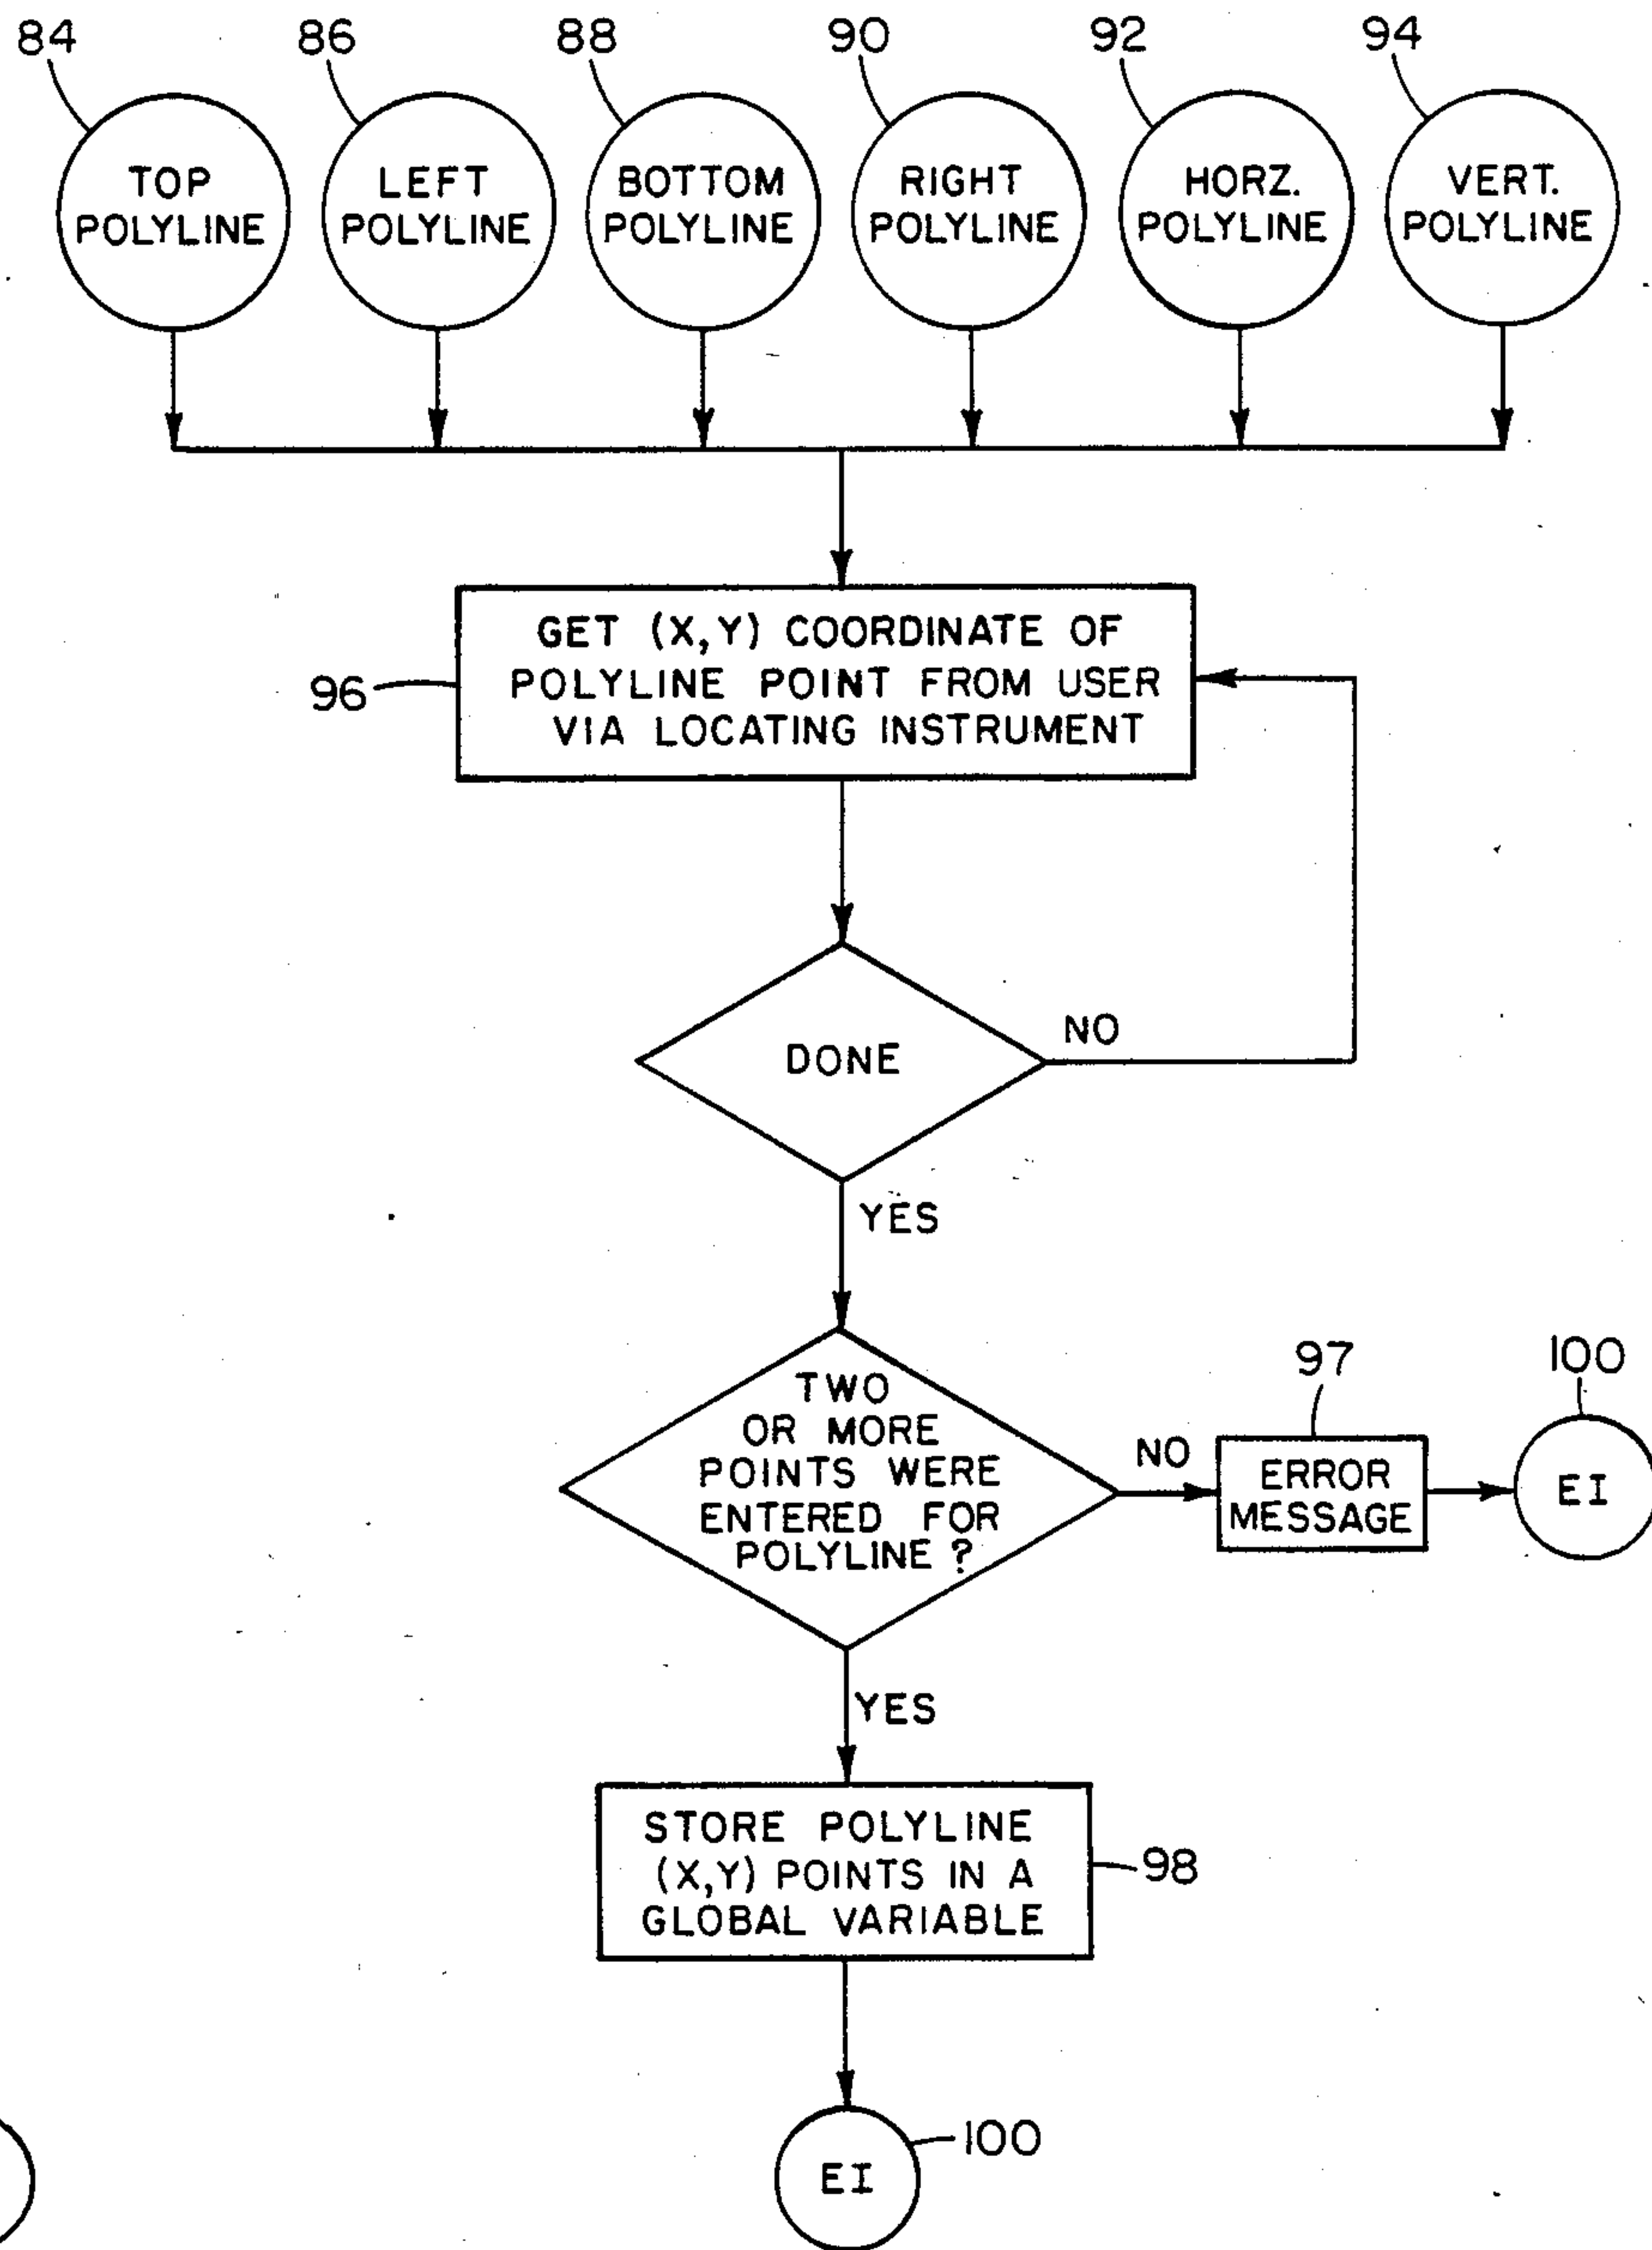 84 86 88 90 92 94
TOP
POLYLINE
LEFT
POLYLINE
BOTTOM
POLYLINE
RIGHT
POLYLINE
HORZ.
POLYLINE
VERT.
POLYLINE
GET (X,Y) COORDINATE OF
POLYLINE POINT FROM USER
VIA LOCATING INSTRUMENT
96
DONE
NO
YES
TWO
OR MORE
POINTS WERE
ENTERED FOR
POLYLINE ?
NO
97
ERROR
MESSAGE
100
EI
YES
STORE POLYLINE
(X,Y) POINTS IN A
GLOBAL VARIABLE
98
EI
100